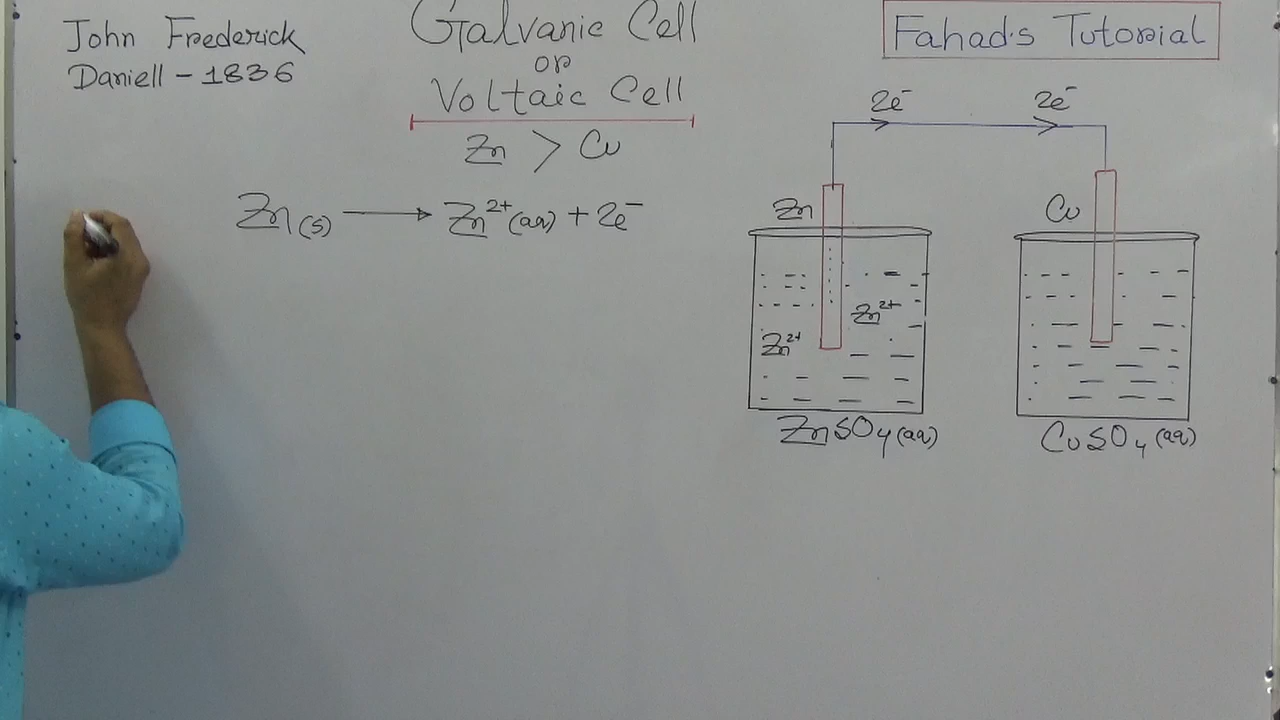 John Frederick
Daniell - 1836
Galvanic Cell
or
Voltaic Cell
Zn > Cu
Zn(s) → Zn²⁺(aq) + 2e⁻
Fahad's Tutorial
2e⁻ 2e⁻
Zn
Cu
Zn²⁺
Zn²⁺
ZnSO₄(aq)
CuSO₄(aq)